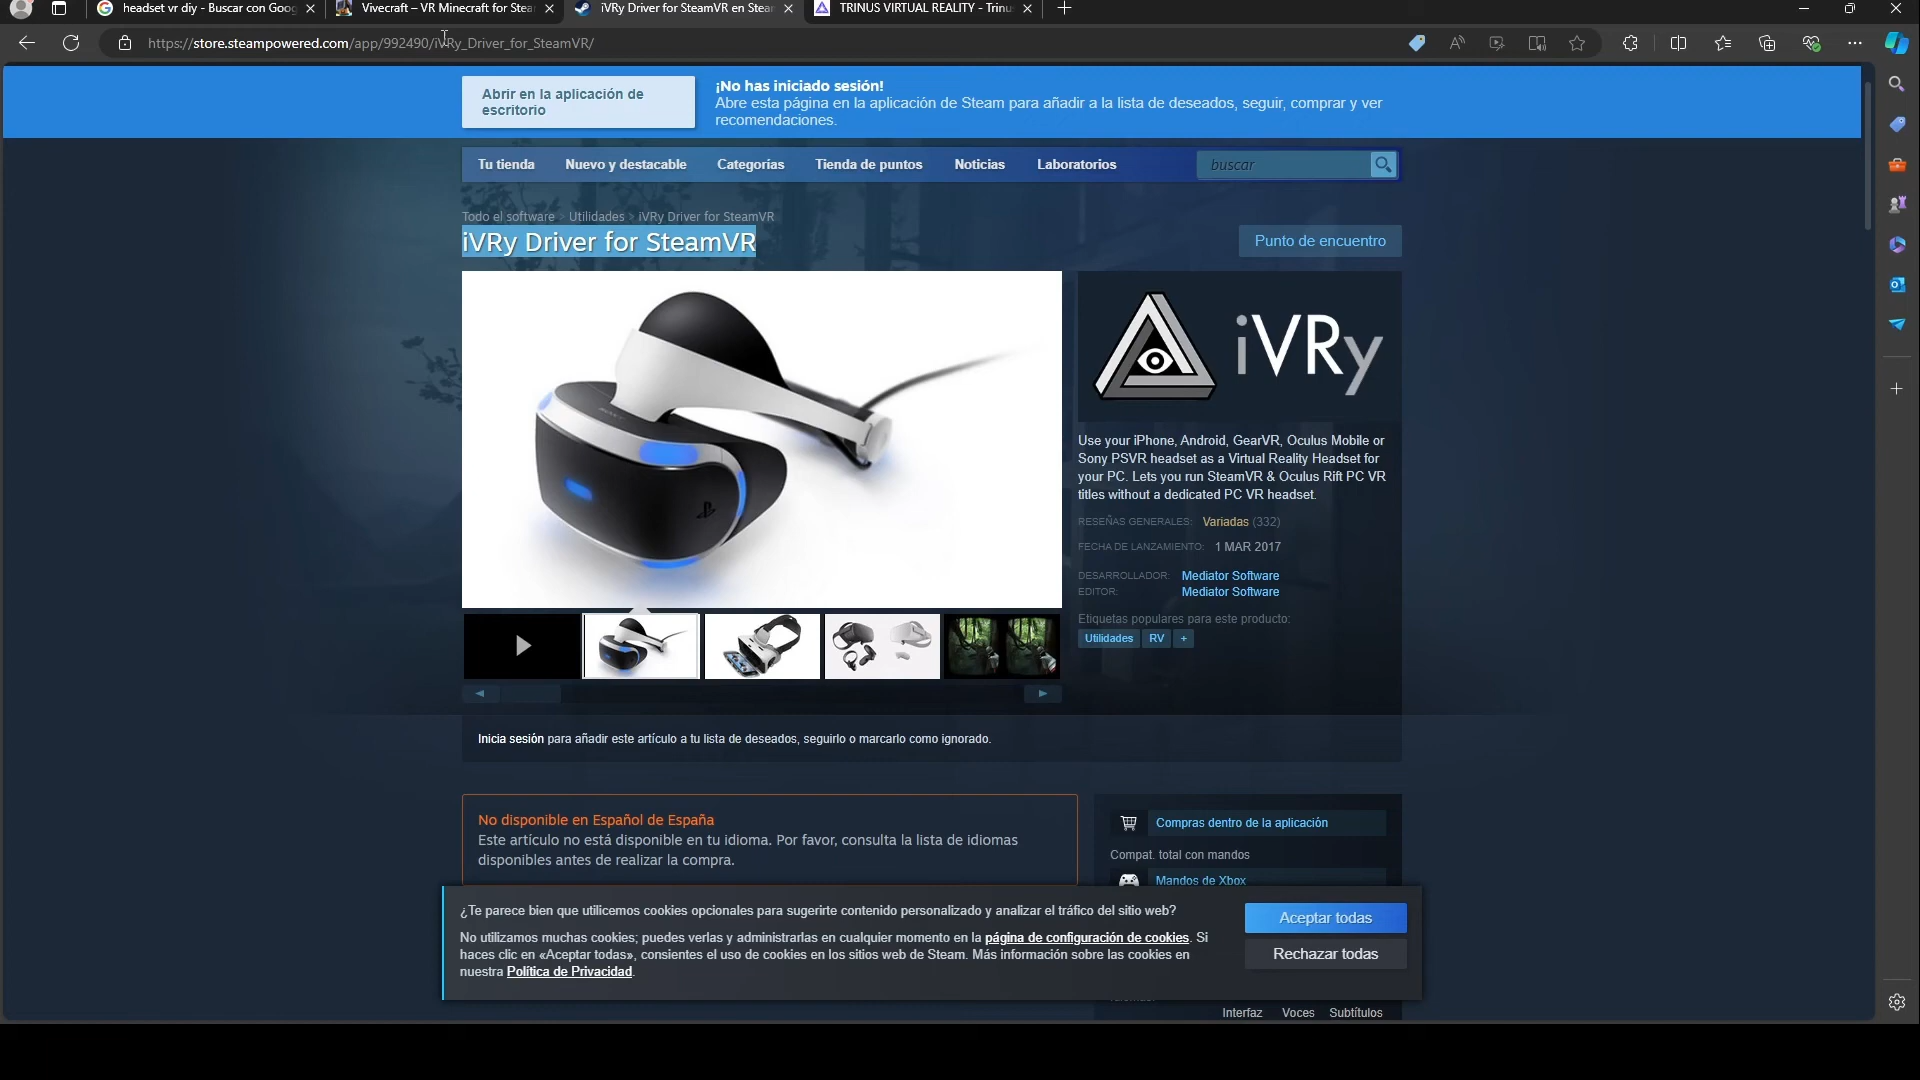 headset vr diy - Buscar con Goog
Vivecraft – VR Minecraft for Stea
iVRy Driver for SteamVR en Stea
TRINUS VIRTUAL REALITY - Trinu
https://store.steampowered.com/app/992490/iVRy_Driver_for_SteamVR/
Abrir en la aplicación de
escritorio
¡No has iniciado sesión!
Abre esta página en la aplicación de Steam para añadir a la lista de deseados, seguir, comprar y ver
recomendaciones.
Tu tienda Nuevo y destacable Categorías Tienda de puntos Noticias Laboratorios
buscar
Todo el software > Utilidades > iVRy Driver for SteamVR
iVRy Driver for SteamVR
Punto de encuentro
iVRy
Use your iPhone, Android, GearVR, Oculus Mobile or
Sony PSVR headset as a Virtual Reality Headset for
your PC. Lets you run SteamVR & Oculus Rift PC VR
titles without a dedicated PC VR headset.
RESEÑAS GENERALES: Variadas (332)
FECHA DE LANZAMIENTO: 1 MAR 2017
DESARROLLADOR: Mediator Software
EDITOR: Mediator Software
Etiquetas populares para este producto:
Utilidades RV +
Inicia sesión para añadir este artículo a tu lista de deseados, seguirlo o marcarlo como ignorado.
No disponible en Español de España
Este artículo no está disponible en tu idioma. Por favor, consulta la lista de idiomas
disponibles antes de realizar la compra.
Compras dentro de la aplicación
Compat. total con mandos
Mandos de Xbox
¿Te parece bien que utilicemos cookies opcionales para sugerirte contenido personalizado y analizar el tráfico del sitio web?
No utilizamos muchas cookies; puedes verlas y administrarlas en cualquier momento en la página de configuración de cookies. Si
haces clic en «Aceptar todas», consientes el uso de cookies en los sitios web de Steam. Más información sobre las cookies en
nuestra Política de Privacidad.
Aceptar todas
Rechazar todas
Interfaz Voces Subtítulos